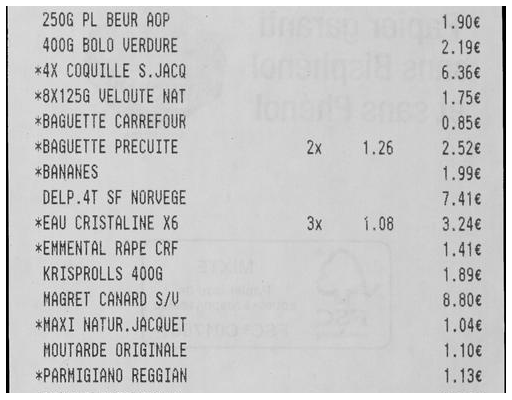 250G PL BEUR AOP 1.90€
400G BOLO VERDURE 2.19€
*4X COQUILLE S.JACQ 6.36€
*8X125G VELOUTE NAT 1.75€
*BAGUETTE CARREFOUR 0.85€
*BAGUETTE PRECUITE 2x 1.26 2.52€
*BANANES 1.99€
DELP.4T SF NORVEGE 7.41€
*EAU CRISTALINE X6 3x 1.08 3.24€
*EMMENTAL RAPE CRF 1.41€
KRISPROLLS 400G 1.89€
MAGRET CANARD S/V 8.80€
*MAXI NATUR.JACQUET 1.04€
MOUTARDE ORIGINALE 1.10€
*PARMIGIANO REGGIAN 1.13€